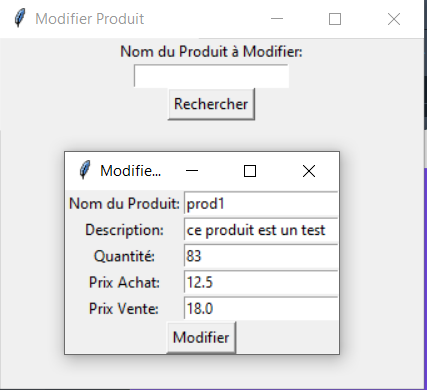 Modifier Produit
Nom du Produit à Modifier:
Rechercher
Modifie...
Nom du Produit: prod1
Description: ce produit est un test
Quantité: 83
Prix Achat: 12.5
Prix Vente: 18.0
Modifier